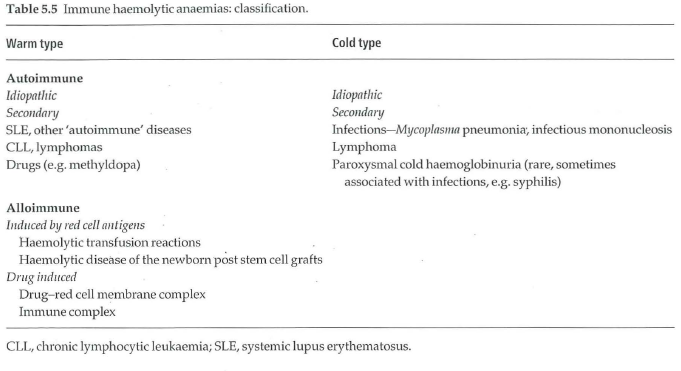 Table 5.5 Immune haemolytic anaemias: classification.
Warm type
Cold type
Autoimmune
Idiopathic
Idiopathic
Secondary
Secondary
SLE, other 'autoimmune' diseases
Infections—Mycoplasma pneumonia, infectious mononucleosis
CLL, lymphomas
Lymphoma
Drugs (e.g. methyldopa)
Paroxysmal cold haemoglobinuria (rare, sometimes
associated with infections, e.g. syphilis)
Alloimmune
Induced by red cell antigens
Haemolytic transfusion reactions
Haemolytic disease of the newborn post stem cell grafts
Drug induced
Drug–red cell membrane complex
Immune complex
CLL, chronic lymphocytic leukaemia; SLE, systemic lupus erythematosus.